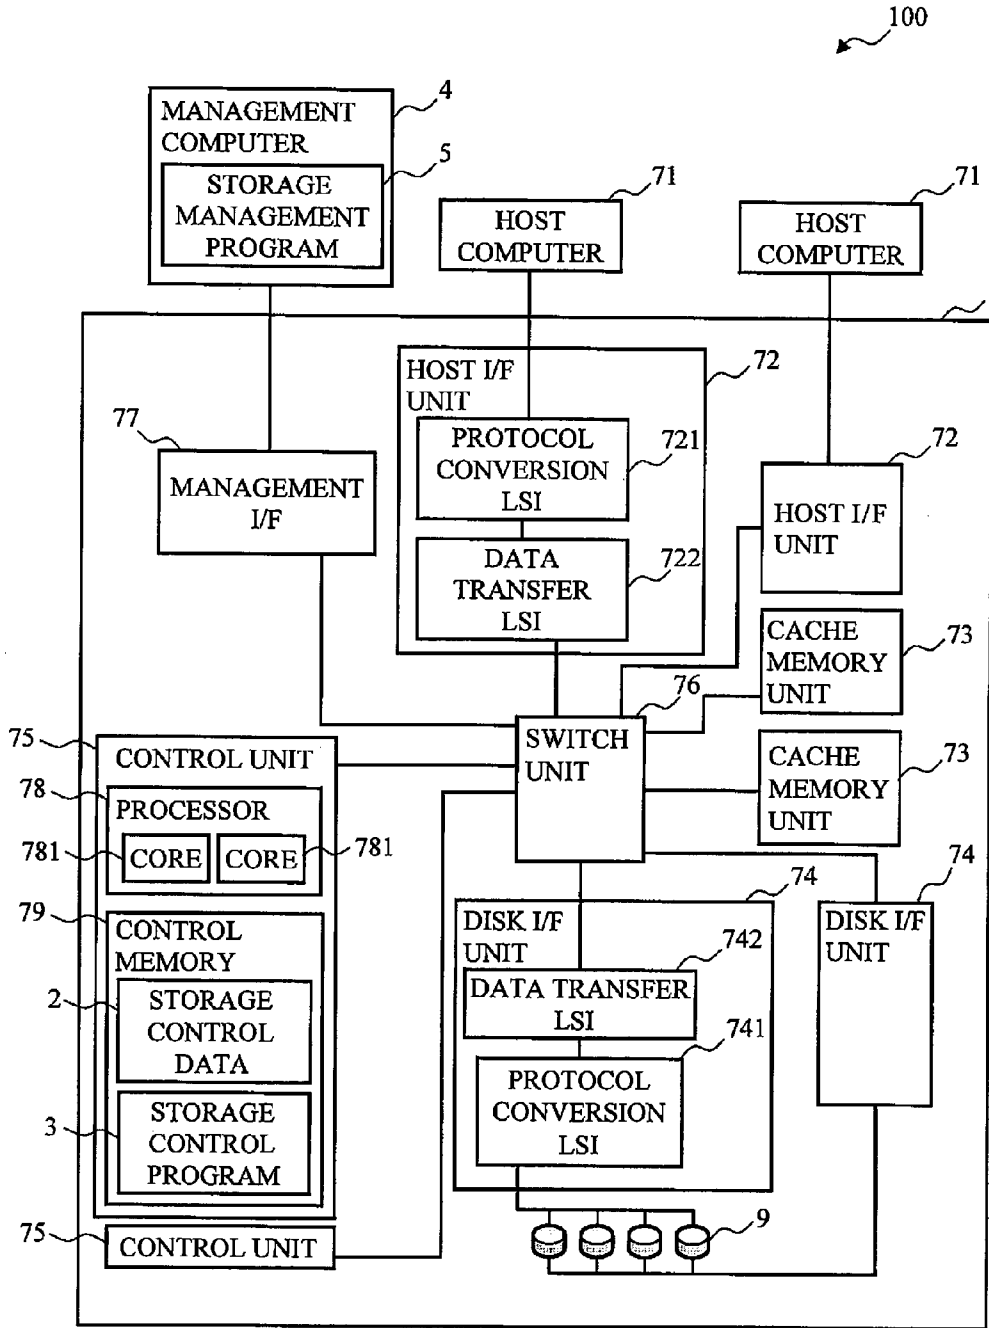 100
MANAGEMENT
COMPUTER
4
5
STORAGE
MANAGEMENT
PROGRAM
71
HOST
COMPUTER
71
HOST
COMPUTER
HOST I/F
UNIT
72
PROTOCOL
CONVERSION
LSI
721
DATA
TRANSFER
LSI
722
77
MANAGEMENT
I/F
72
HOST I/F
UNIT
CACHE
MEMORY
UNIT
73
76
SWITCH
UNIT
CACHE
MEMORY
UNIT
73
75
CONTROL UNIT
78
PROCESSOR
781
CORE
CORE
781
79
CONTROL
MEMORY
2
STORAGE
CONTROL
DATA
3
STORAGE
CONTROL
PROGRAM
75
CONTROL UNIT
74
DISK I/F
UNIT
742
DATA TRANSFER
LSI
741
PROTOCOL
CONVERSION
LSI
74
DISK I/F
UNIT
9